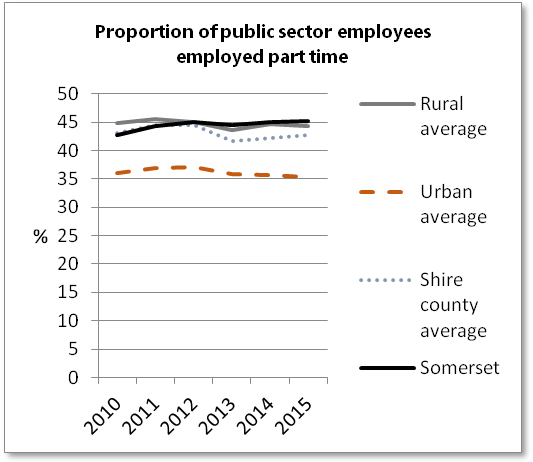 Proportion of public sector employees
employed part time
50
45
40
35
30
25
20
15
10
5
0
%
2010
2011
2012
2013
2014
2015
Rural
average
Urban
average
Shire
county
average
Somerset